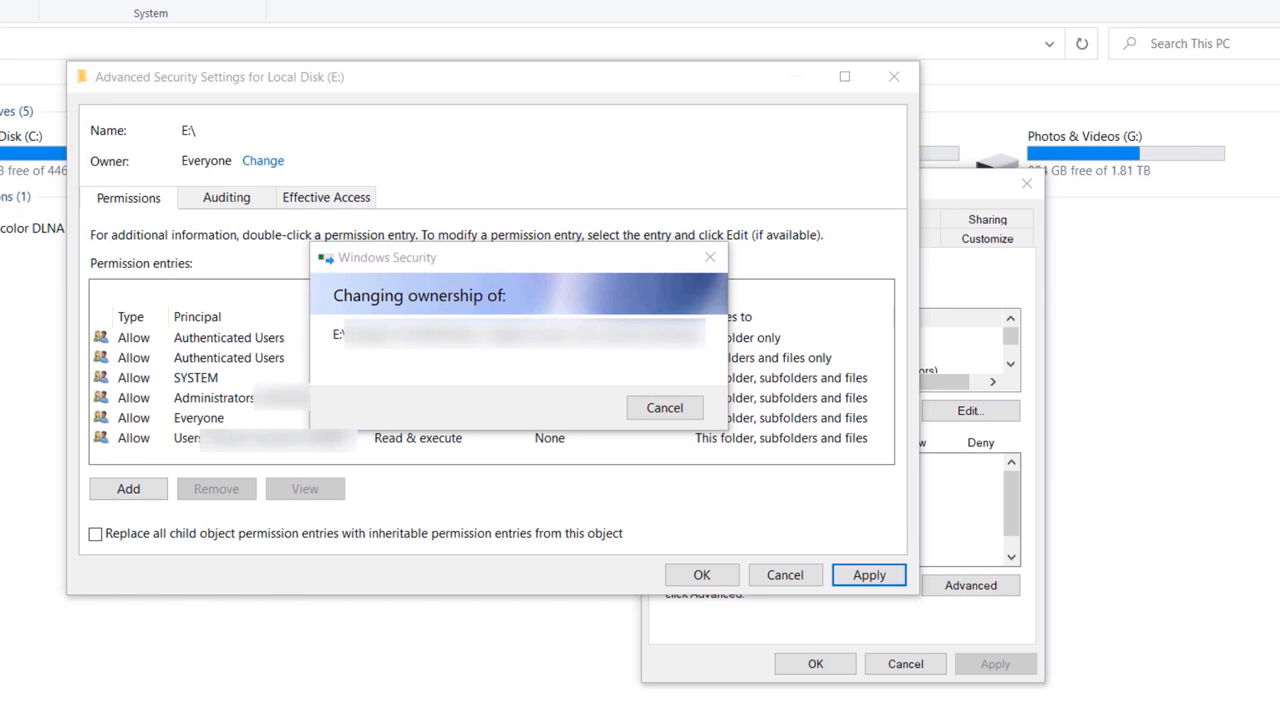 System
Search This PC
Advanced Security Settings for Local Disk (E:)
ves (5)
Disk (C:)
free of 446
ns (1)
color DLNA
Photos & Videos (G:)
GB free of 1.81 TB
Name: E:\
Owner: Everyone Change
Permissions Auditing Effective Access
For additional information, double-click a permission entry. To modify a permission entry, select the entry and click Edit (if available).
Permission entries:
Type Principal es to
Allow Authenticated Users older only
Allow Authenticated Users lders and files only
Allow SYSTEM older, subfolders and files
Allow Administrators older, subfolders and files
Allow Everyone older, subfolders and files
Allow Users Read & execute None This folder, subfolders and files
Windows Security
Changing ownership of:
E:\
Cancel
Add Remove View
Replace all child object permission entries with inheritable permission entries from this object
OK Cancel Apply
Sharing
Customize
ors)
Edit...
w Deny
Advanced
click Advanced.
OK Cancel Apply